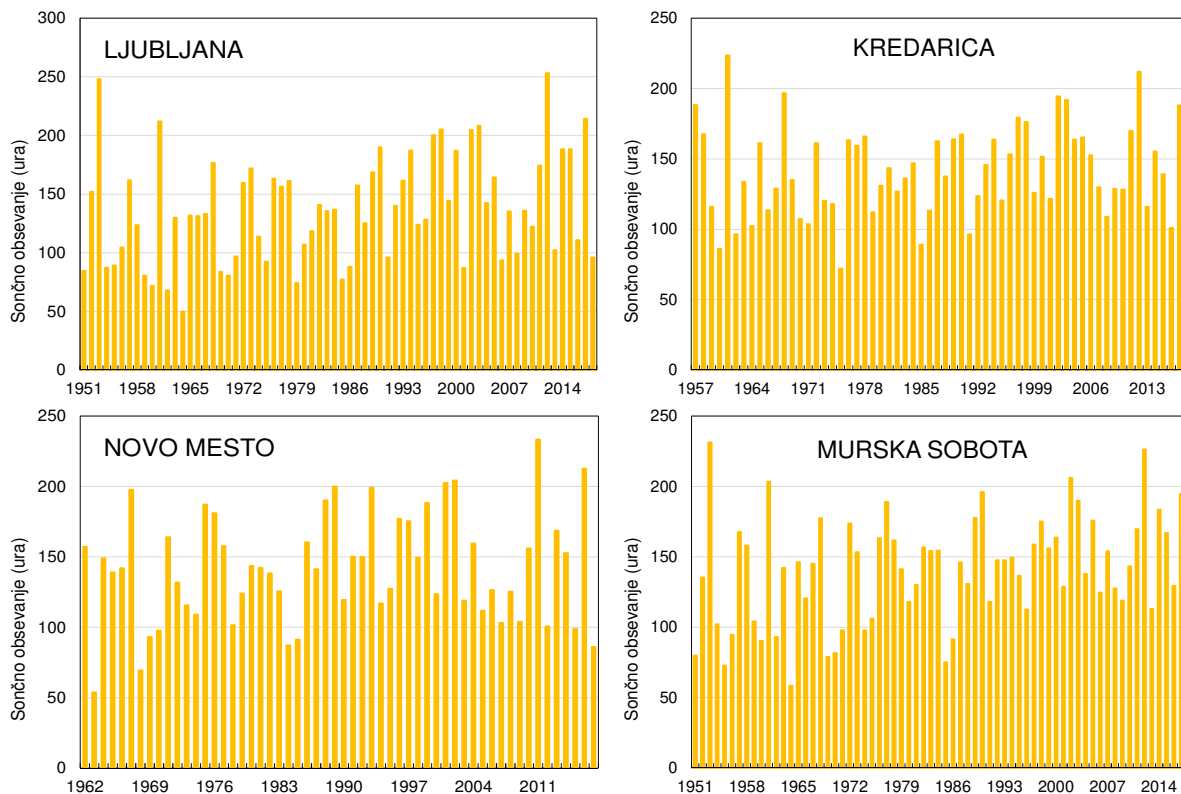 LJUBLJANA
Sončno obsevanje (ura)
300
250
200
150
100
50
0
1951 1958 1965 1972 1979 1986 1993 2000 2007 2014
KREDARICA
Sončno obsevanje (ura)
250
200
150
100
50
0
1957 1964 1971 1978 1985 1992 1999 2006 2013
NOVO MESTO
Sončno obsevanje (ura)
250
200
150
100
50
0
1962 1969 1976 1983 1990 1997 2004 2011
MURSKA SOBOTA
Sončno obsevanje (ura)
250
200
150
100
50
0
1951 1958 1965 1972 1979 1986 1993 2000 2007 2014